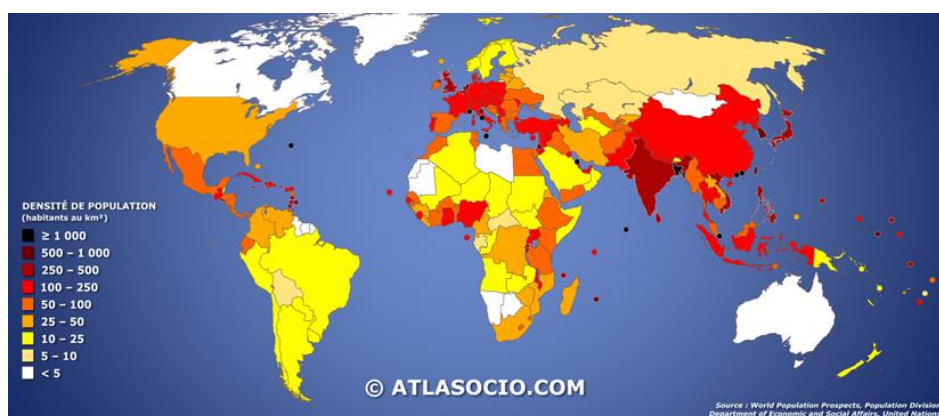 DENSITÉ DE POPULATION
(habitants au km²)
≥ 1 000
500 – 1 000
250 – 500
100 – 250
50 – 100
25 – 50
10 – 25
5 – 10
< 5
© ATLASOCIO.COM
Source : World Population Prospects, Population Division
Department of Economic and Social Affairs, United Nations